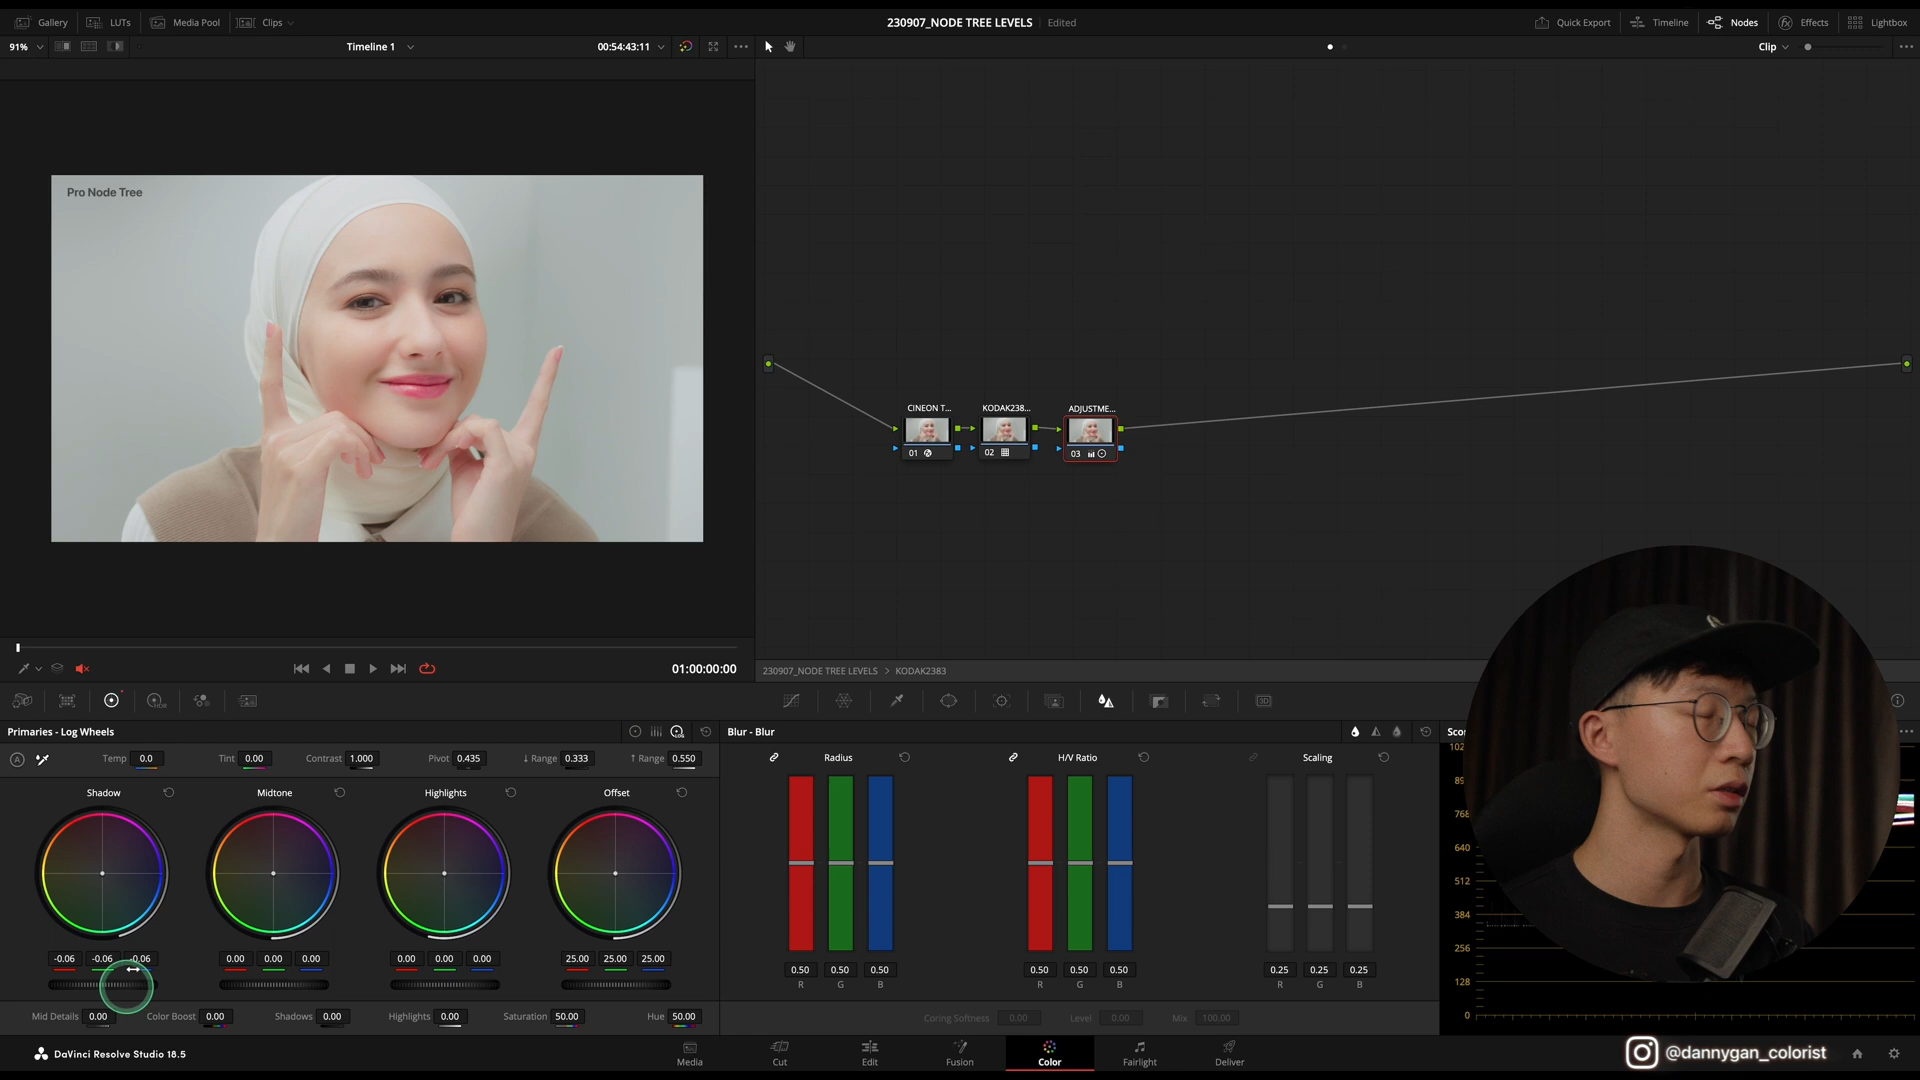 Gallery LUTs Media Pool Clips 230907_NODE TREE LEVELS Edited Quick Export Timeline Nodes Effects Lightbox
91% Timeline 1 00:54:43:11 Clip
Pro Node Tree
CINEON T... KODAK238... ADJUSTME...
01 02 03
01:00:00:00 230907_NODE TREE LEVELS > KODAK2383
HDR LOG 3D
Primaries - Log Wheels Blur - Blur
A Temp 0.0 Tint 0.00 Contrast 1.000 Pivot 0.435 ↓ Range 0.333 ↑ Range 0.550 Radius H/V Ratio Scaling
Shadow Midtone Highlights Offset
-0.06 -0.06 -0.06 0.00 0.00 0.00 0.00 0.00 0.00 25.00 25.00 25.00
0.50 0.50 0.50 0.50 0.50 0.50 0.25 0.25 0.25
R G B R G B R G B
640
512
384
256
128
0
Mid Details 0.00 Color Boost 0.00 Shadows 0.00 Highlights 0.00 Saturation 50.00 Hue 50.00 Coring Softness 0.00 Level 0.00 Mix 100.00
DaVinci Resolve Studio 18.5 Media Cut Edit Fusion Color Fairlight Deliver @dannygan_colorist